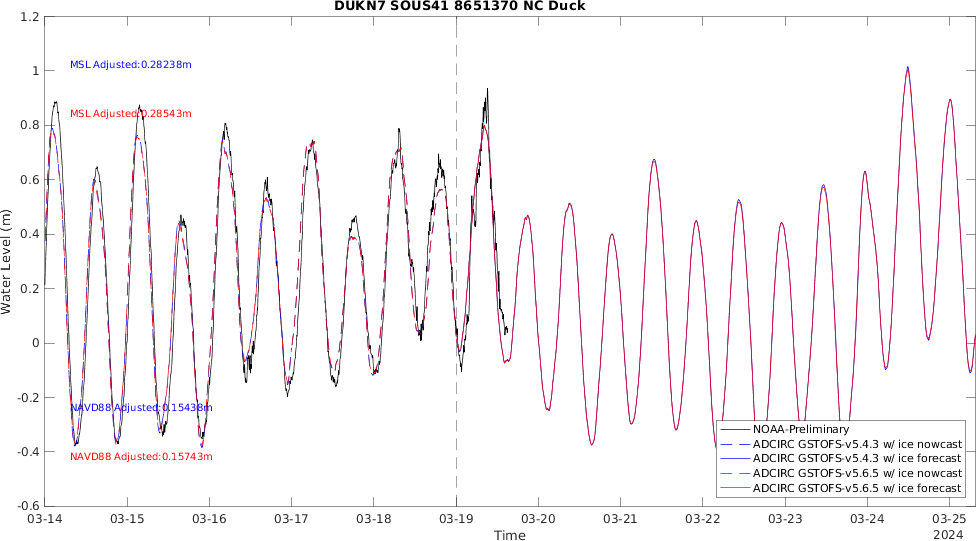 DUKN7 SOUS41 8651370 NC Duck
1.2
1
0.8
0.6
0.4
0.2
0
-0.2
-0.4
-0.6
Water Level (m)
MSL Adjusted:0.28238m
MSL Adjusted:0.28543m
NAVD88 Adjusted:0.15438m
NAVD88 Adjusted:0.15743m
NOAA-Preliminary
ADCIRC GSTOFS-v5.4.3 w/ ice nowcast
ADCIRC GSTOFS-v5.4.3 w/ ice forecast
ADCIRC GSTOFS-v5.6.5 w/ ice nowcast
ADCIRC GSTOFS-v5.6.5 w/ ice forecast
03-14 03-15 03-16 03-17 03-18 03-19 03-20 03-21 03-22 03-23 03-24 03-25
Time
2024